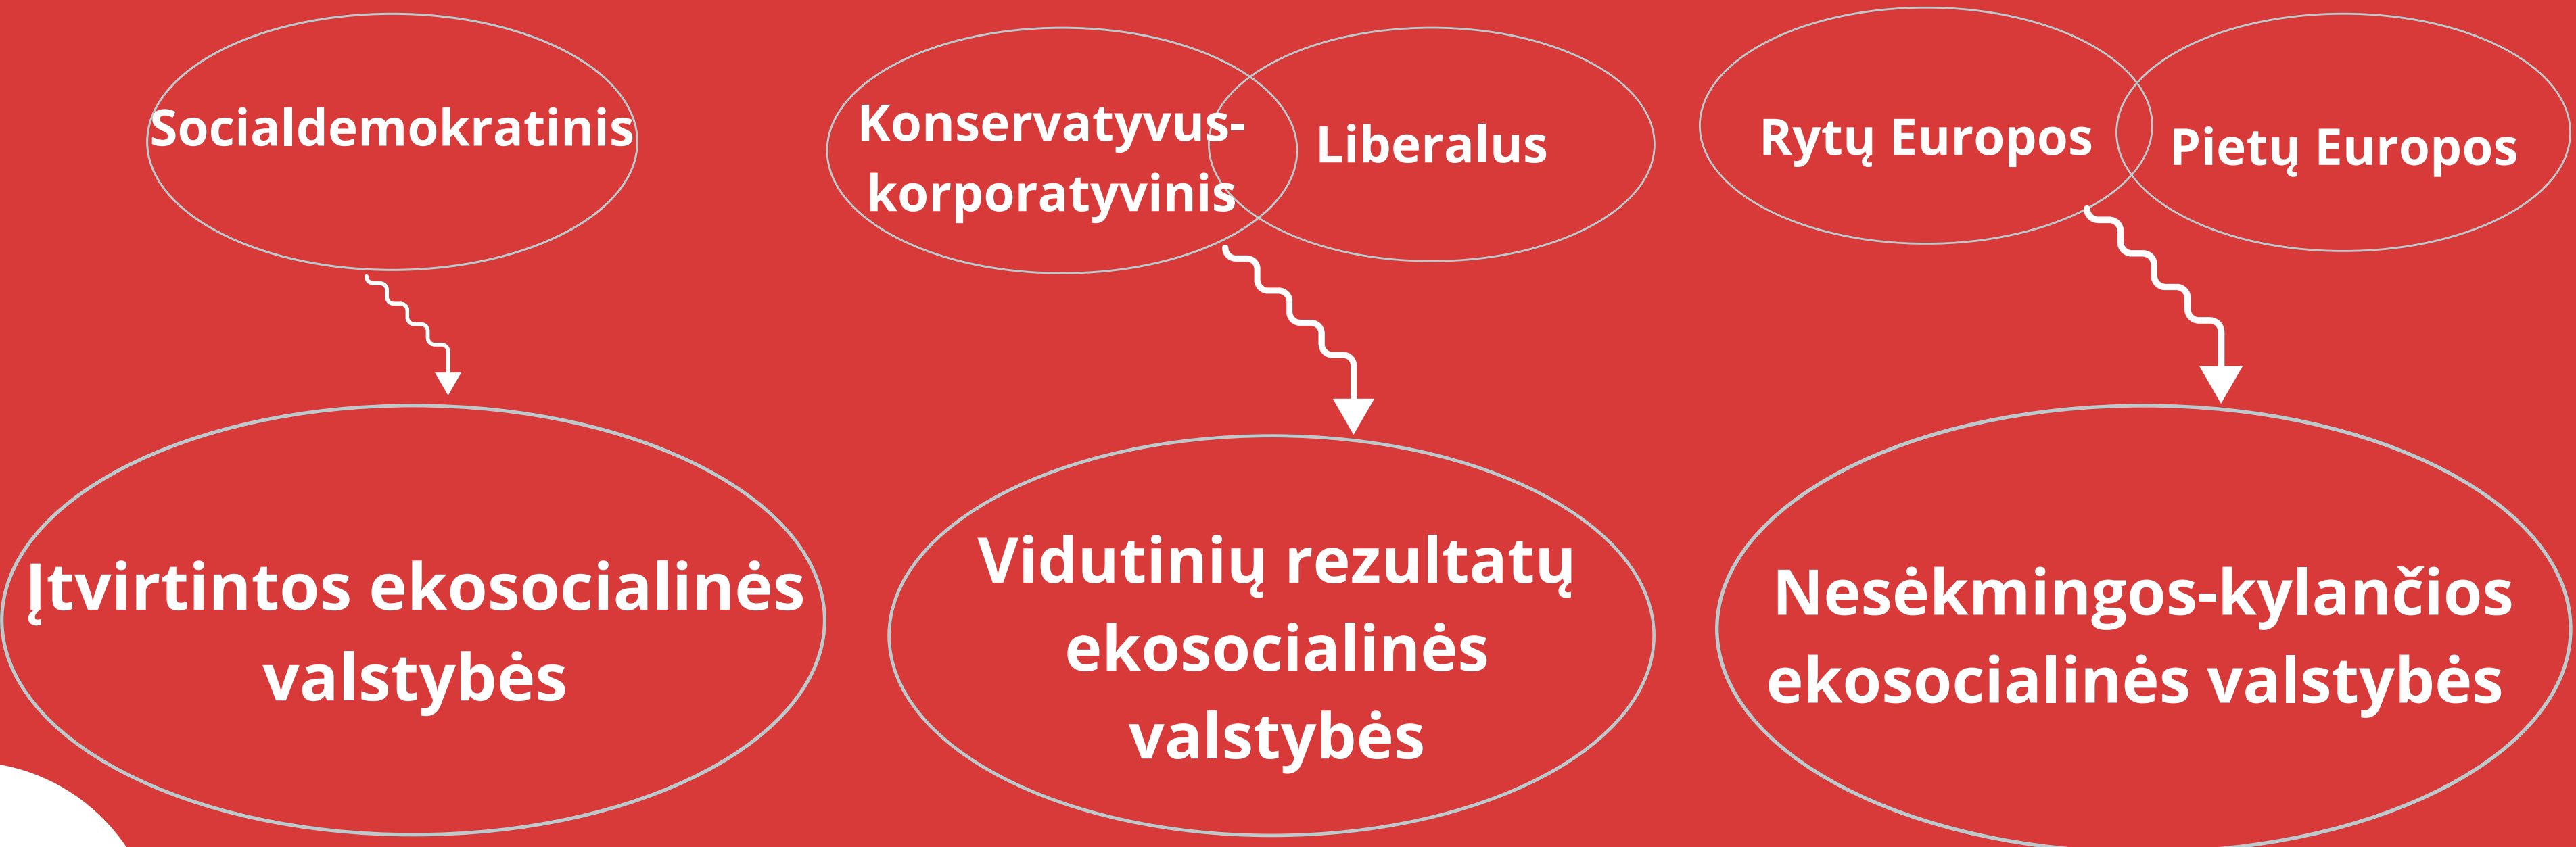 Socialdemokratinis
Konservatyvus-
korporatyvinis
Liberalus
Rytų Europos
Pietų Europos
Įtvirtintos ekosocialinės
valstybės
Vidutinių rezultatų
ekosocialinės
valstybės
Nesėkmingos-kylančios
ekosocialinės valstybės